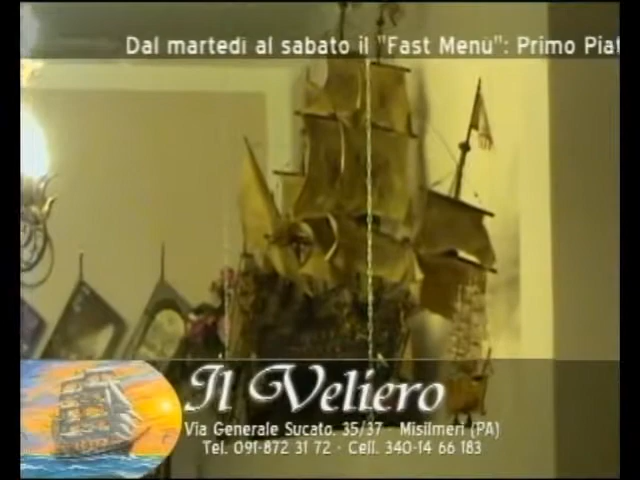 Dal martedì al sabato il "Fast Menù": Primo Piat
Il Veliero
Via Generale Sucato, 35/37 - Misilmeri (PA)
Tel. 091-872 31 72 - Cell. 340-14 66 183